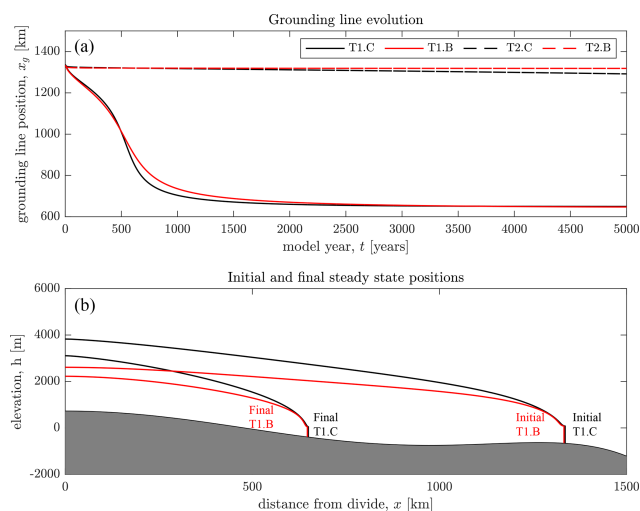 Grounding line evolution
(a)
T1.C T1.B T2.C T2.B
grounding line position, x_g [km]
1400
1200
1000
800
600
0 500 1000 1500 2000 2500 3000 3500 4000 4500 5000
model year, t [years]
Initial and final steady state positions
(b)
elevation, h [m]
6000
4000
2000
0
-2000
Final
T1.B
Final
T1.C
Initial
T1.B
Initial
T1.C
0 500 1000 1500
distance from divide, x [km]